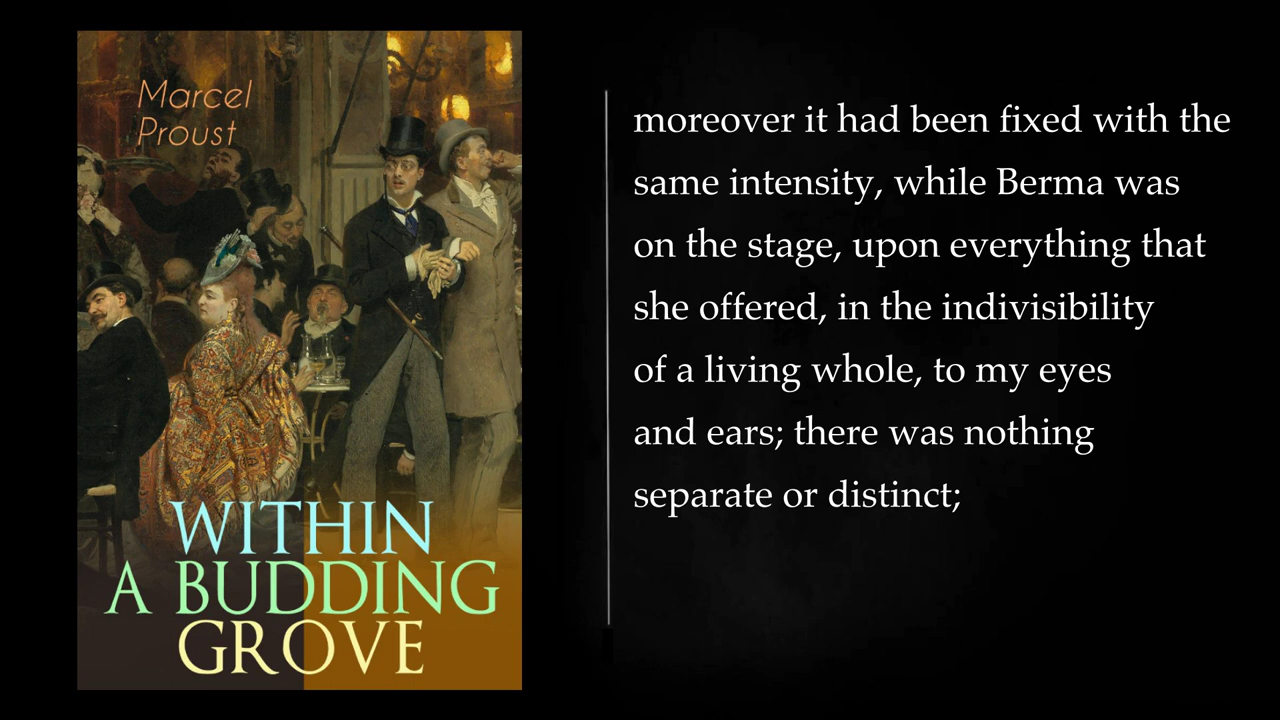 Marcel
Proust
WITHIN
A BUDDING
GROVE
moreover it had been fixed with the
same intensity, while Berma was
on the stage, upon everything that
she offered, in the indivisibility
of a living whole, to my eyes
and ears; there was nothing
separate or distinct;